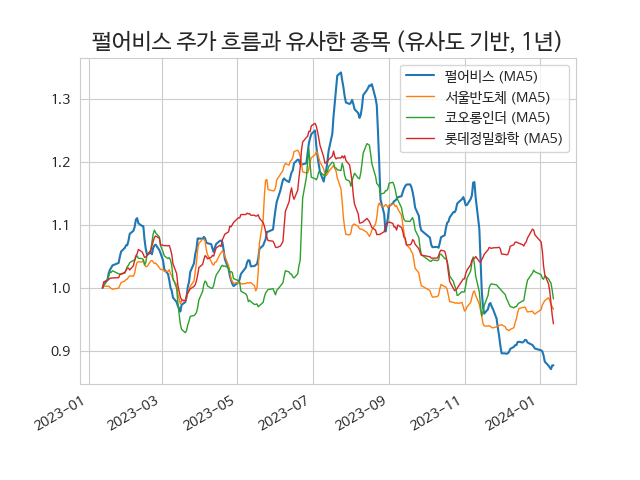 펄어비스 주가 흐름과 유사한 종목 (유사도 기반, 1년)
펄어비스 (MA5)
서울반도체 (MA5)
코오롱인더 (MA5)
롯데정밀화학 (MA5)
1.3
1.2
1.1
1.0
0.9
2023-01
2023-03
2023-05
2023-07
2023-09
2023-11
2024-01